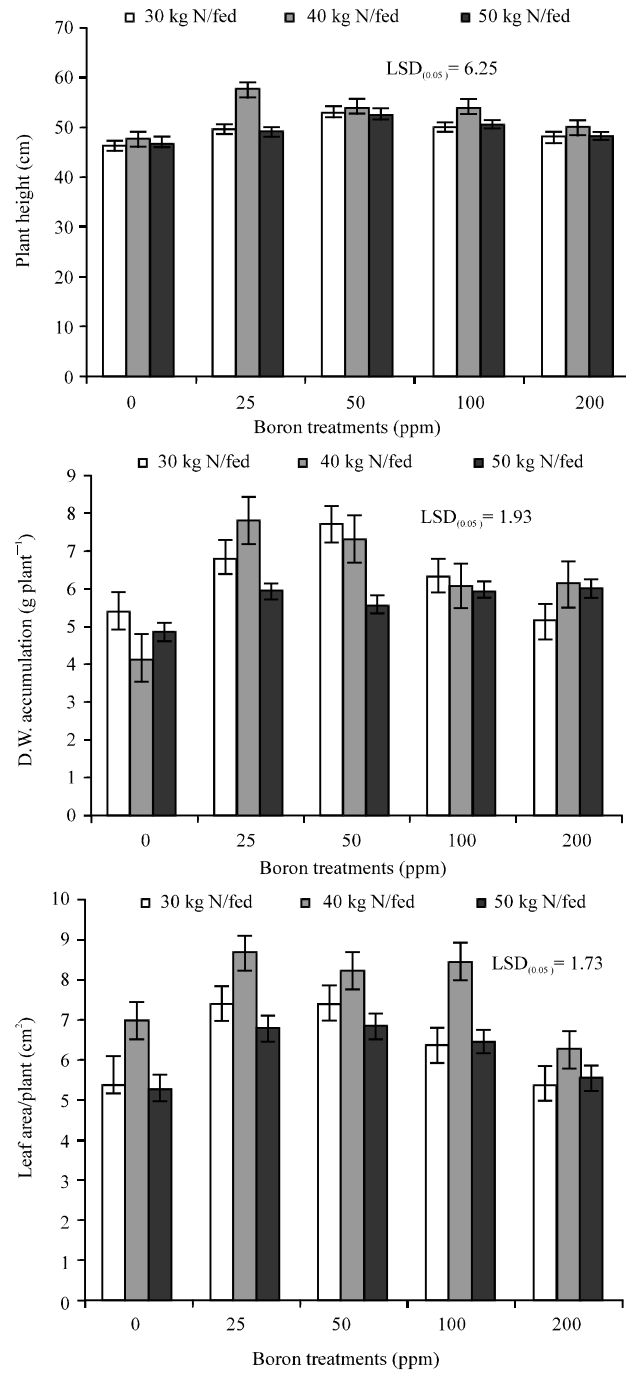 30 kg N/fed 40 kg N/fed 50 kg N/fed
70
60
50
40
30
20
10
0
Plant height (cm)
LSD(0.05)= 6.25
0 25 50 100 200
Boron treatments (ppm)
30 kg N/fed 40 kg N/fed 50 kg N/fed
9
8
7
6
5
4
3
2
1
0
D.W. accumulation (g plant⁻¹)
LSD(0.05)= 1.93
0 25 50 100 200
Boron treatments (ppm)
30 kg N/fed 40 kg N/fed 50 kg N/fed
10
9
8
7
6
5
4
3
2
1
0
Leaf area/plant (cm²)
LSD(0.05)= 1.73
0 25 50 100 200
Boron treatments (ppm)